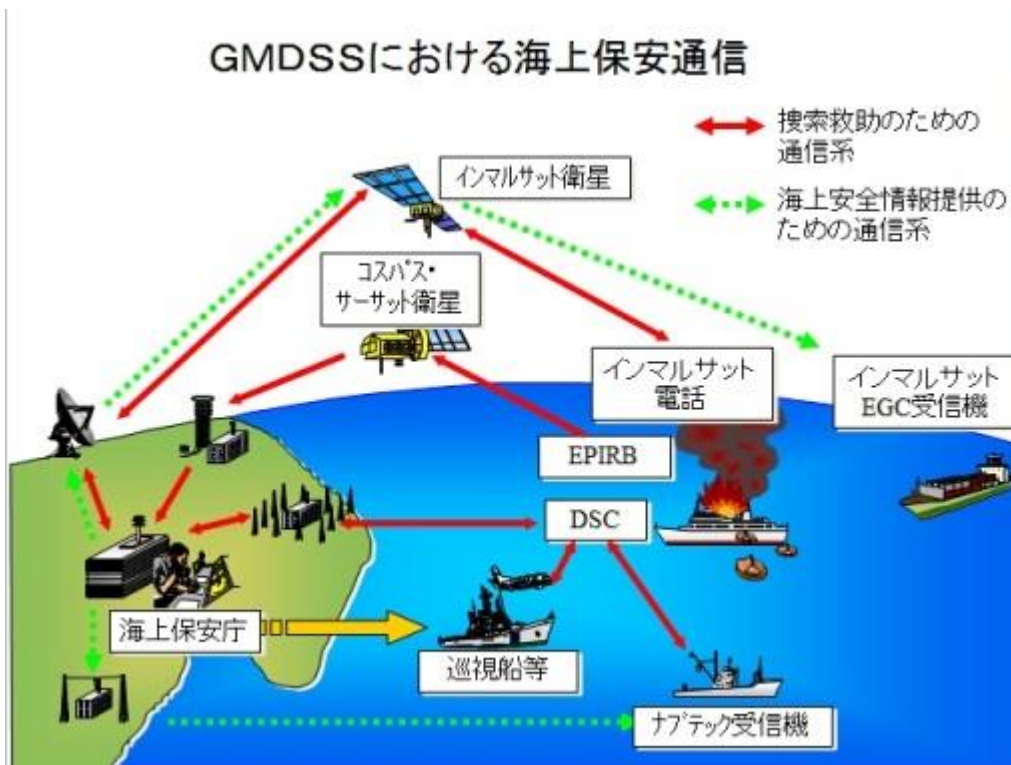 GMDSSにおける海上保安通信
捜索救助のための
通信系
海上安全情報提供の
ための通信系
インマルサット衛星
コスパス・
サーサット衛星
インマルサット
電話
インマルサット
EGC受信機
EPIRB
DSC
海上保安庁
巡視船等
ナブテック受信機